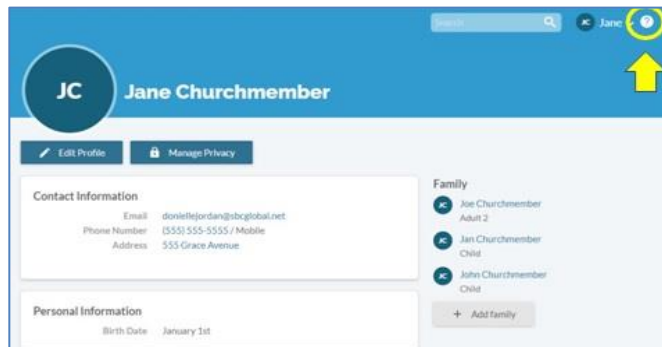 Search
JC Jane ?
JC Jane Churchmember
Edit Profile Manage Privacy
Contact Information
Email doniellejordan@sbcglobal.net
Phone Number (555) 555-5555 / Mobile
Address 555 Grace Avenue
Personal Information
Birth Date January 1st
Family
JC Joe Churchmember
Adult 2
JC Jan Churchmember
Child
JC John Churchmember
Child
+ Add family